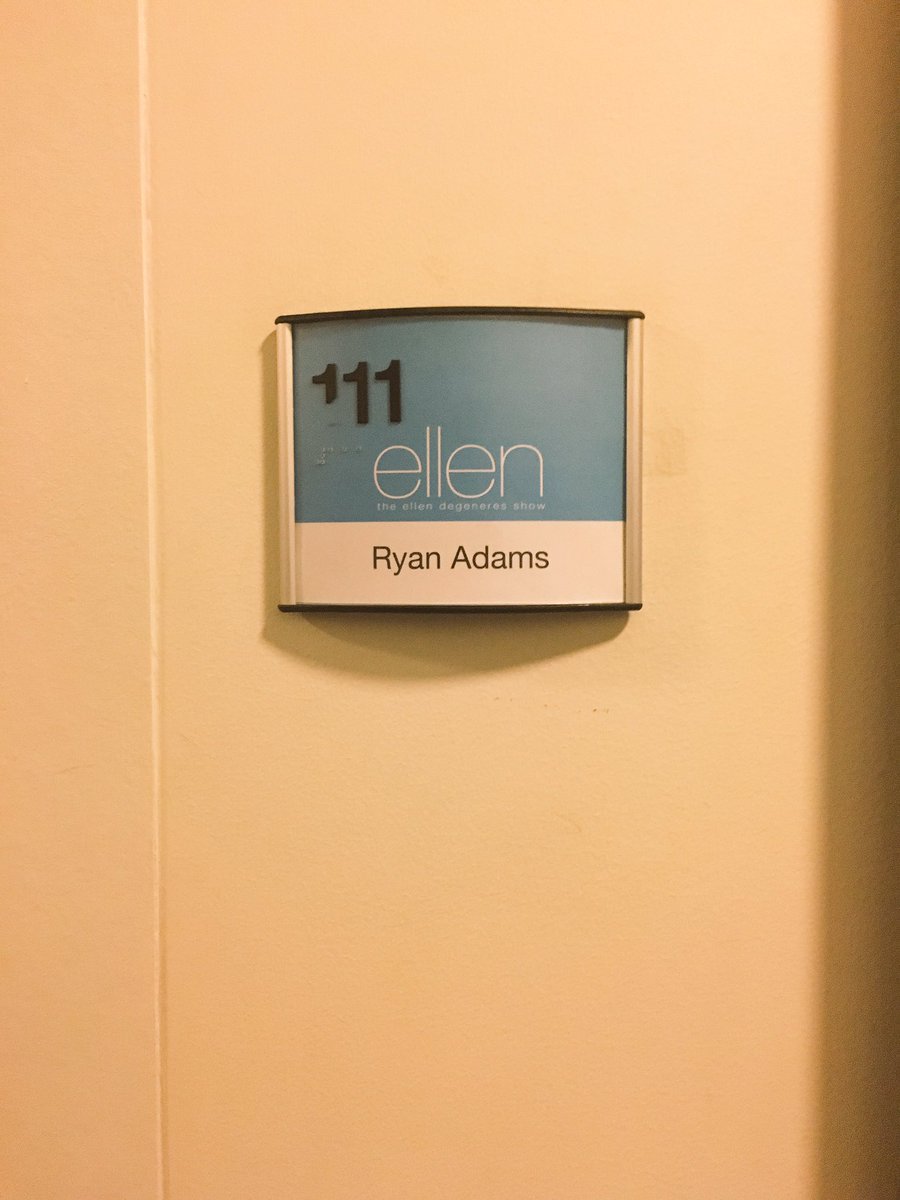 111
ellen
the ellen degeneres show
Ryan Adams